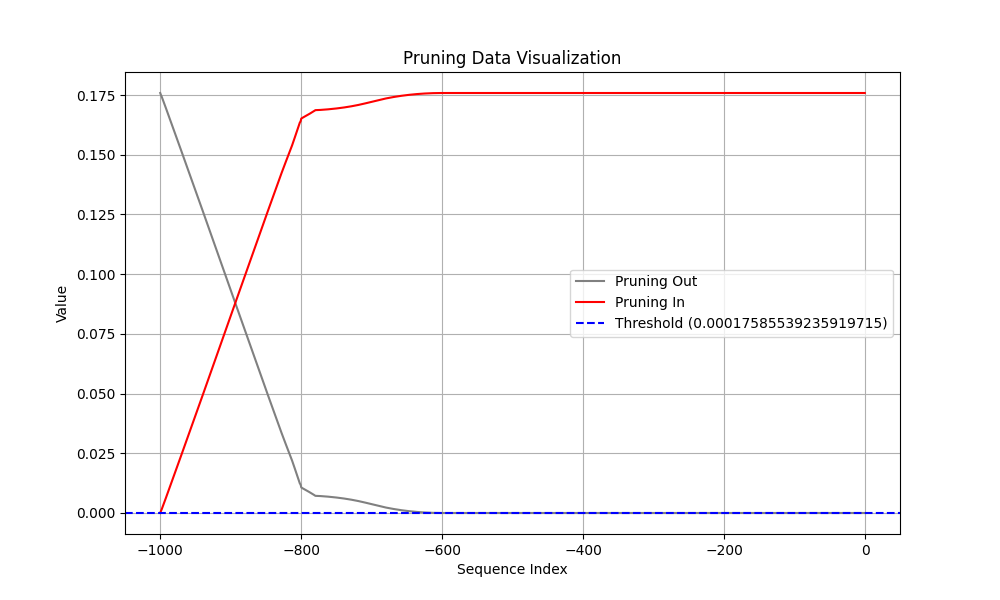 Pruning Data Visualization
Value
0.175
0.150
0.125
0.100
0.075
0.050
0.025
0.000
Pruning Out
Pruning In
Threshold (0.00017585539235919715)
−1000
−800
−600
−400
−200
0
Sequence Index